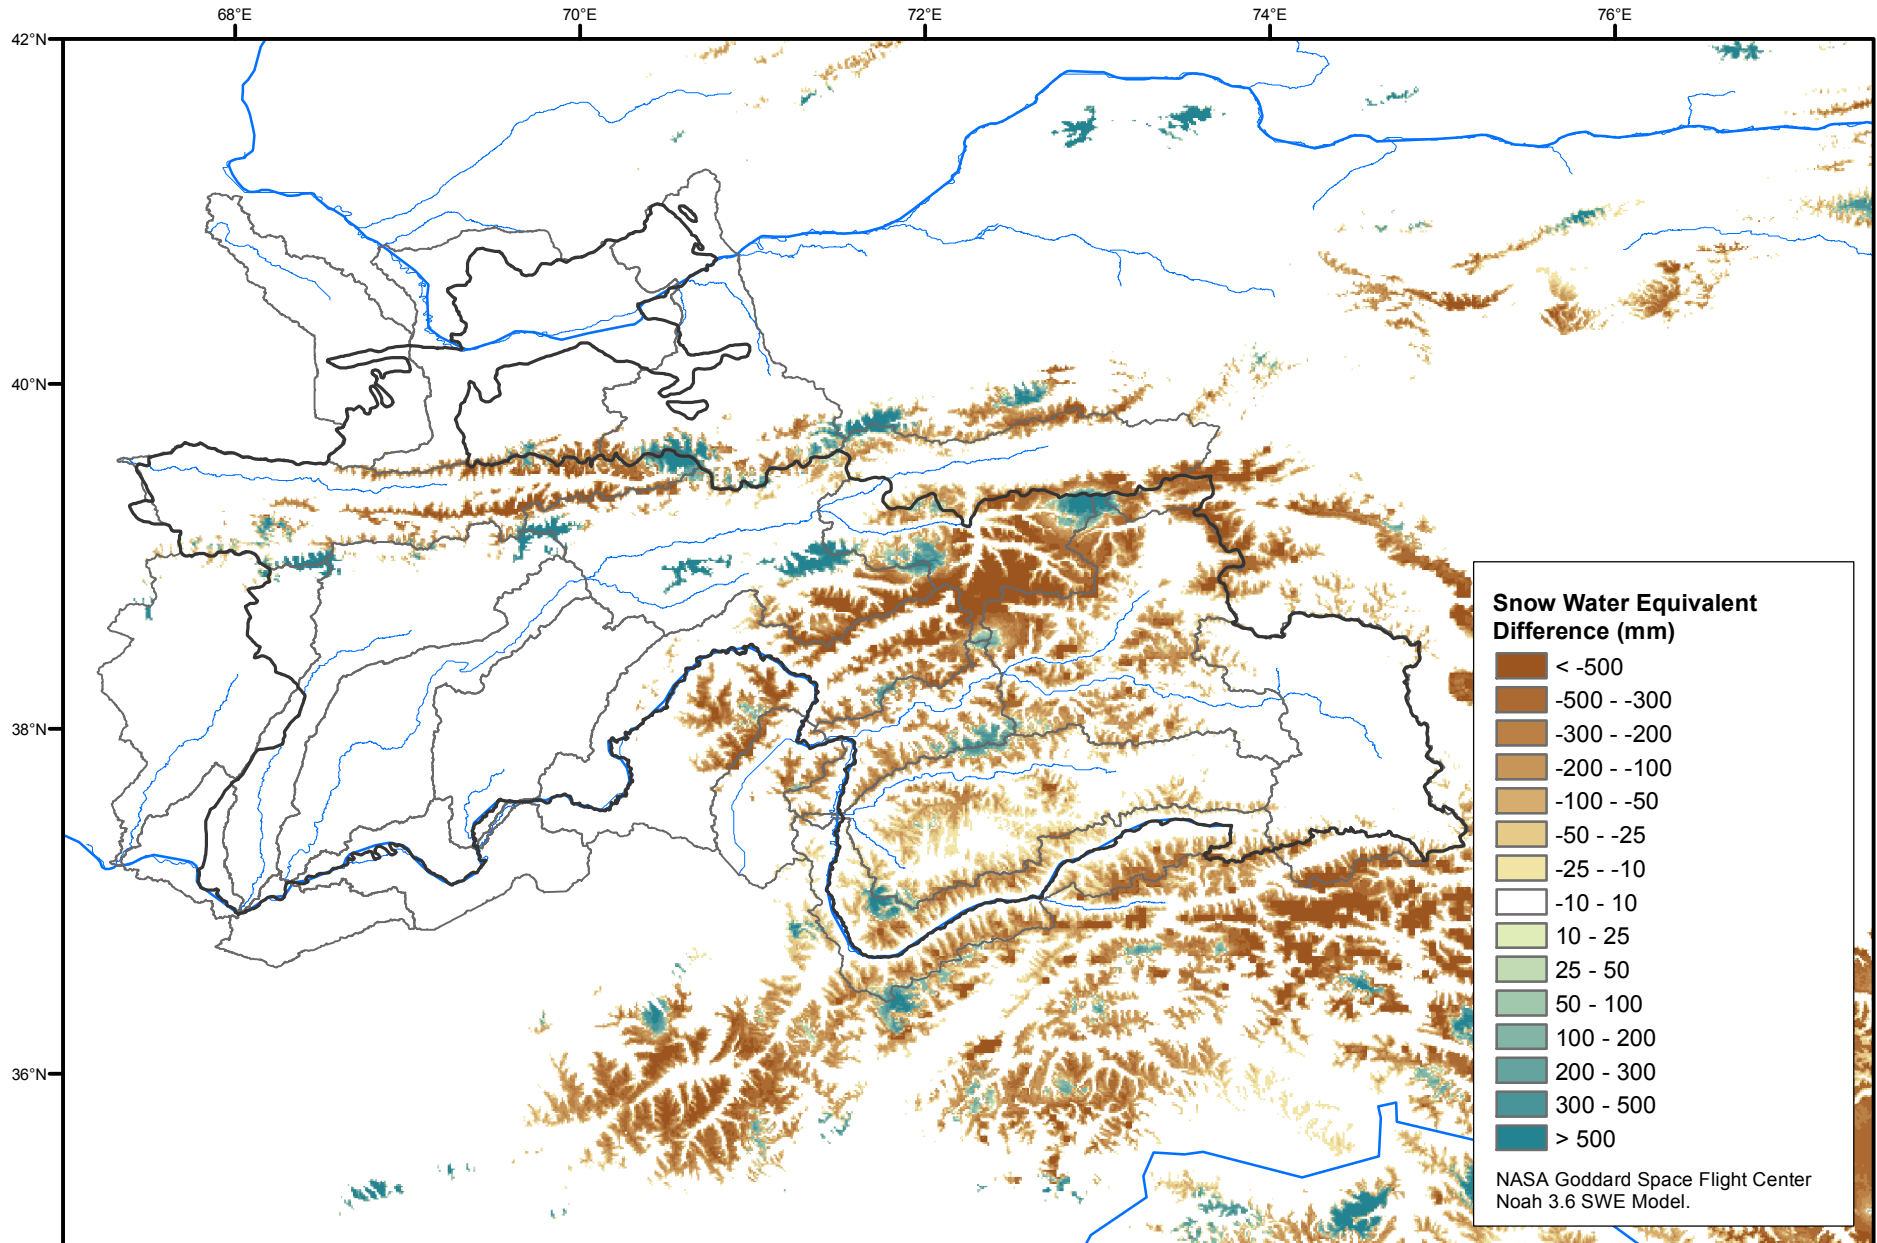 68°E 70°E 72°E 74°E 76°E
42°N
40°N
38°N
36°N
Snow Water Equivalent
Difference (mm)
< -500
-500 - -300
-300 - -200
-200 - -100
-100 - -50
-50 - -25
-25 - -10
-10 - 10
10 - 25
25 - 50
50 - 100
100 - 200
200 - 300
300 - 500
> 500
NASA Goddard Space Flight Center
Noah 3.6 SWE Model.